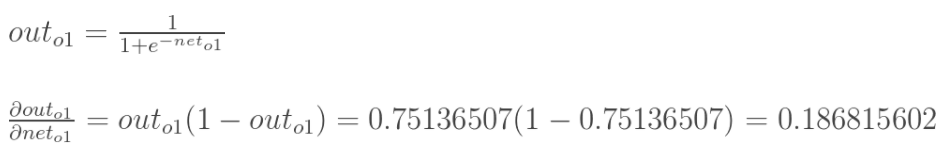 out_{o1} = \frac{1}{1+e^{-net_{o1}}}
\frac{\partial out_{o1}}{\partial net_{o1}} = out_{o1}(1 - out_{o1}) = 0.75136507(1 - 0.75136507) = 0.186815602